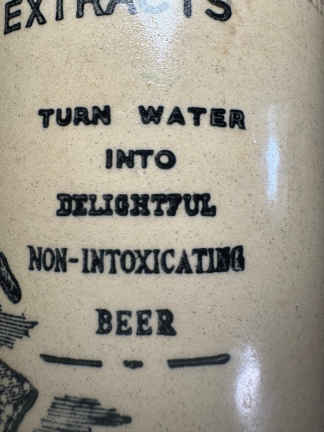 EXTRACTS
TURN WATER
INTO
DELIGHTFUL
NON-INTOXICATING
BEER